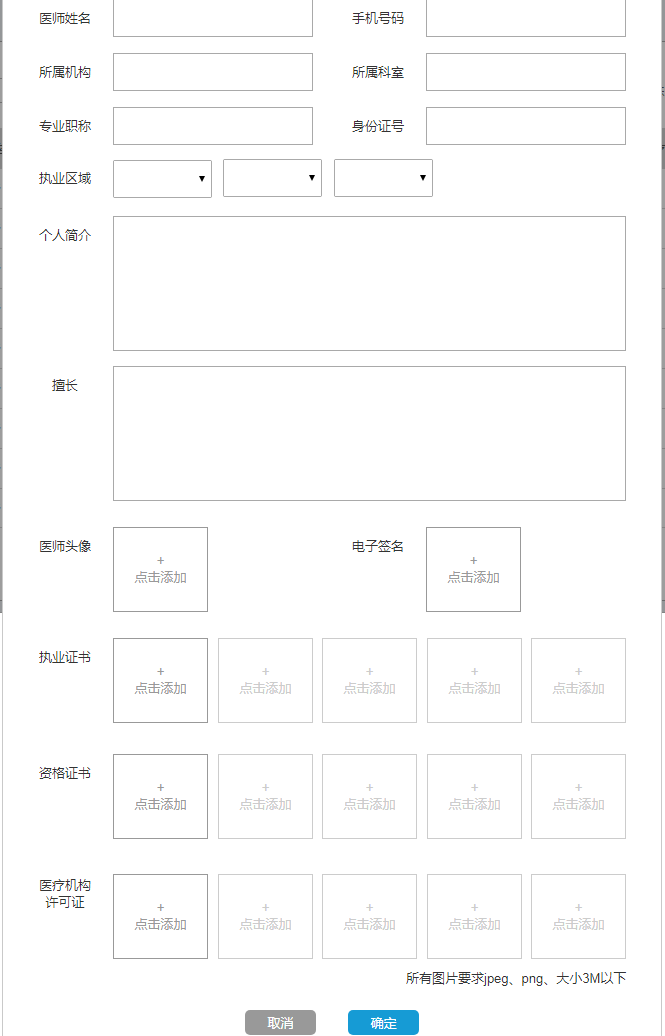 医师姓名 手机号码
所属机构 所属科室
专业职称 身份证号
执业区域
个人简介
擅长
医师头像 + 点击添加 电子签名 + 点击添加
执业证书
+ + + + +
点击添加 点击添加 点击添加 点击添加 点击添加
资格证书
+ + + + +
点击添加 点击添加 点击添加 点击添加 点击添加
医疗机构
许可证
+ + + + +
点击添加 点击添加 点击添加 点击添加 点击添加
所有图片要求jpeg、png、大小3M以下
取消 确定